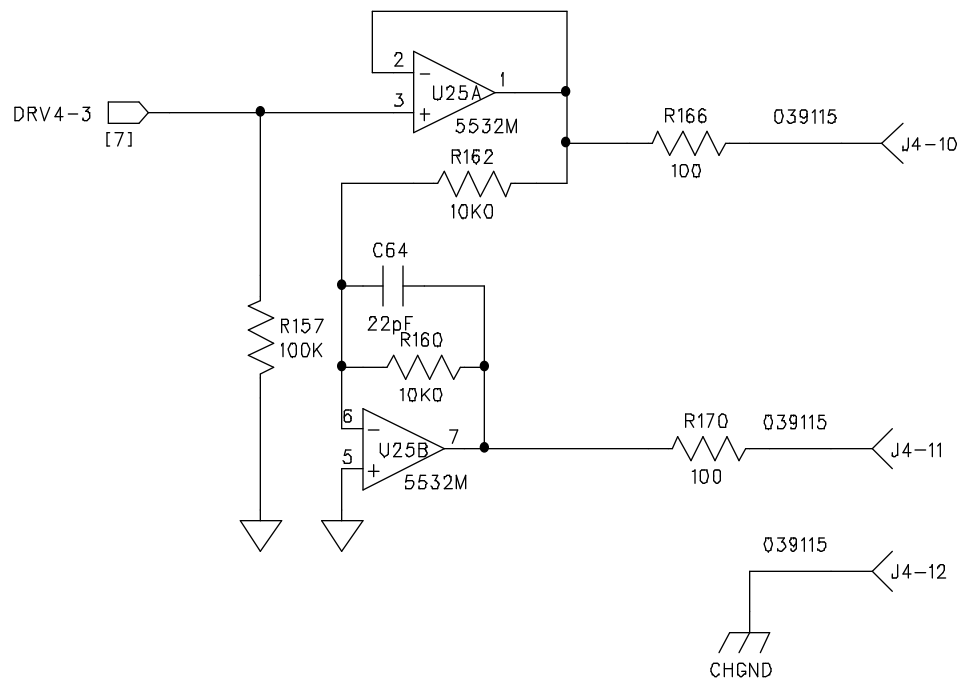 2
1
U25A
DRV4-3
3
[7]
5532M
R166
039115
J4-10
100
R162
10K0
C64
22pF
R157
100K
R160
10K0
6
7
U25B
5
5532M
R170
039115
J4-11
100
039115
J4-12
CHGND